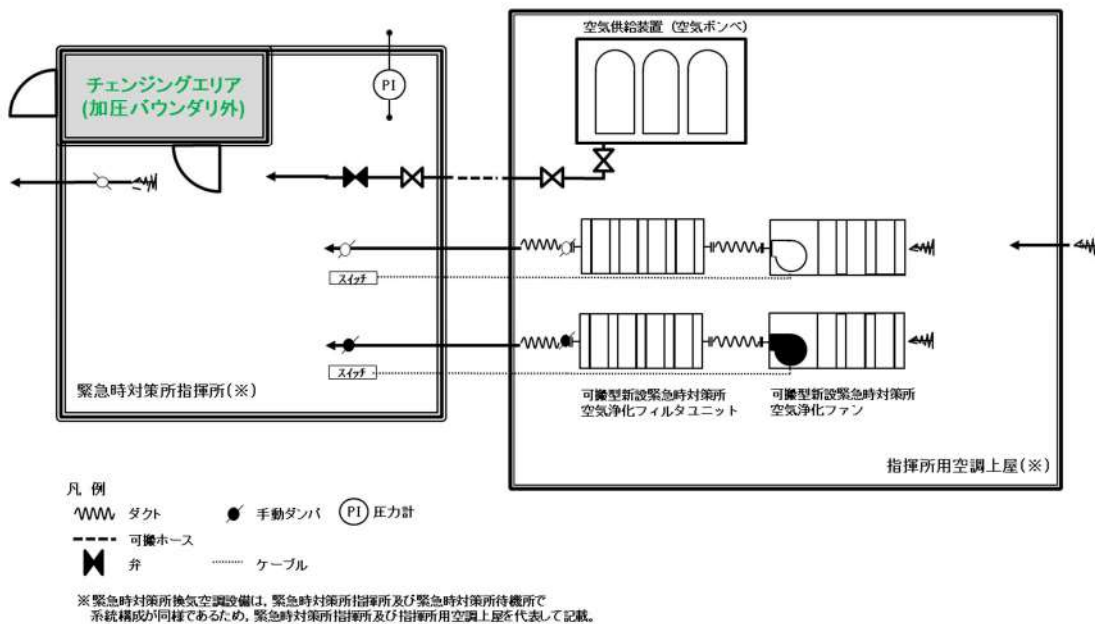 空気供給装置 (空気ボンベ)
チェンジングエリア
(加圧バウンダリ外)
PI
スイッチ
スイッチ
緊急時対策所指揮所(※)
可搬型新設緊急時対策所
空気浄化フィルタユニット
可搬型新設緊急時対策所
空気浄化ファン
指揮所用空調上屋(※)
凡 例
ダクト
手動ダンパ
PI 圧力計
可搬ホース
弁
ケーブル
※緊急時対策所換気空調設備は，緊急時対策所指揮所及び緊急時対策所待機所で
系統構成が同様であるため，緊急時対策所指揮所及び指揮所用空調上屋を代表して記載。